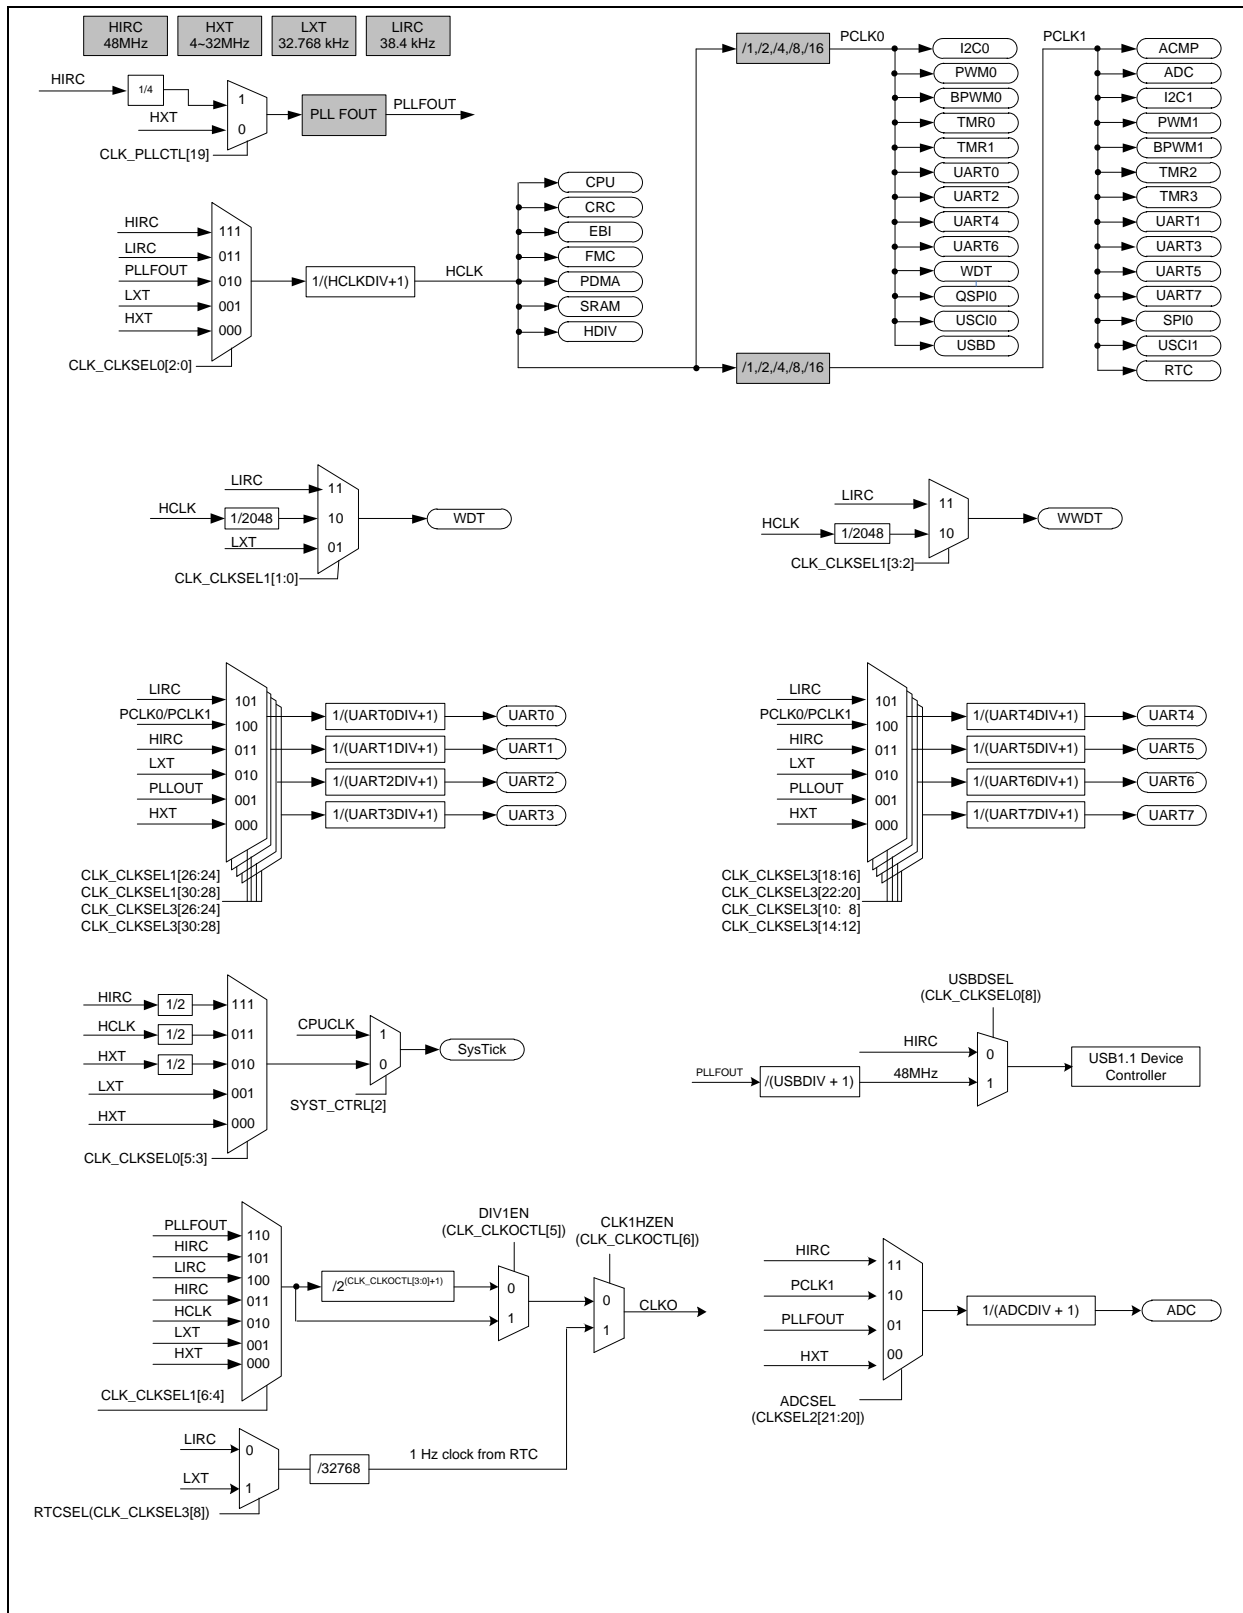 HIRC
48MHz
HXT
4~32MHz
LXT
32.768 kHz
LIRC
38.4 kHz
HIRC
1/4
HXT
1
0
PLL FOUT
PLLFOUT
CLK_PLLCTL[19]
HIRC
LIRC
PLLFOUT
LXT
HXT
111
011
010
001
000
CLK_CLKSEL0[2:0]
1/(HCLKDIV+1)
HCLK
CPU
CRC
EBI
FMC
PDMA
SRAM
HDIV
/1,/2,/4,/8,/16
PCLK0
I2C0
PWM0
BPWM0
TMR0
TMR1
UART0
UART2
UART4
UART6
WDT
QSPI0
USCI0
USBD
/1,/2,/4,/8,/16
PCLK1
ACMP
ADC
I2C1
PWM1
BPWM1
TMR2
TMR3
UART1
UART3
UART5
UART7
SPI0
USCI1
RTC
LIRC
HCLK
1/2048
LXT
11
10
01
WDT
CLK_CLKSEL1[1:0]
LIRC
HCLK
1/2048
11
10
WWDT
CLK_CLKSEL1[3:2]
LIRC
PCLK0/PCLK1
HIRC
LXT
PLLOUT
HXT
101
100
011
010
001
000
1/(UART0DIV+1)
UART0
1/(UART1DIV+1)
UART1
1/(UART2DIV+1)
UART2
1/(UART3DIV+1)
UART3
CLK_CLKSEL1[26:24]
CLK_CLKSEL1[30:28]
CLK_CLKSEL3[26:24]
CLK_CLKSEL3[30:28]
LIRC
PCLK0/PCLK1
HIRC
LXT
PLLOUT
HXT
101
100
011
010
001
000
1/(UART4DIV+1)
UART4
1/(UART5DIV+1)
UART5
1/(UART6DIV+1)
UART6
1/(UART7DIV+1)
UART7
CLK_CLKSEL3[18:16]
CLK_CLKSEL3[22:20]
CLK_CLKSEL3[10: 8]
CLK_CLKSEL3[14:12]
HIRC
1/2
HCLK
1/2
HXT
1/2
LXT
HXT
111
011
010
001
000
CLK_CLKSEL0[5:3]
CPUCLK
1
0
SysTick
SYST_CTRL[2]
USBDSEL
(CLK_CLKSEL0[8])
HIRC
PLLFOUT
/(USBDIV + 1)
48MHz
0
1
USB1.1 Device
Controller
PLLFOUT
HIRC
LIRC
HIRC
HCLK
LXT
HXT
110
101
100
011
010
001
000
CLK_CLKSEL1[6:4]
/2(CLK_CLKOCTL[3:0]+1)
DIV1EN
(CLK_CLKOCTL[5])
0
1
CLK1HZEN
(CLK_CLKOCTL[6])
0
1
CLKO
LIRC
LXT
0
1
RTCSEL(CLK_CLKSEL3[8])
/32768
1 Hz clock from RTC
HIRC
PCLK1
PLLFOUT
HXT
11
10
01
00
ADCSEL
(CLKSEL2[21:20])
1/(ADCDIV + 1)
ADC